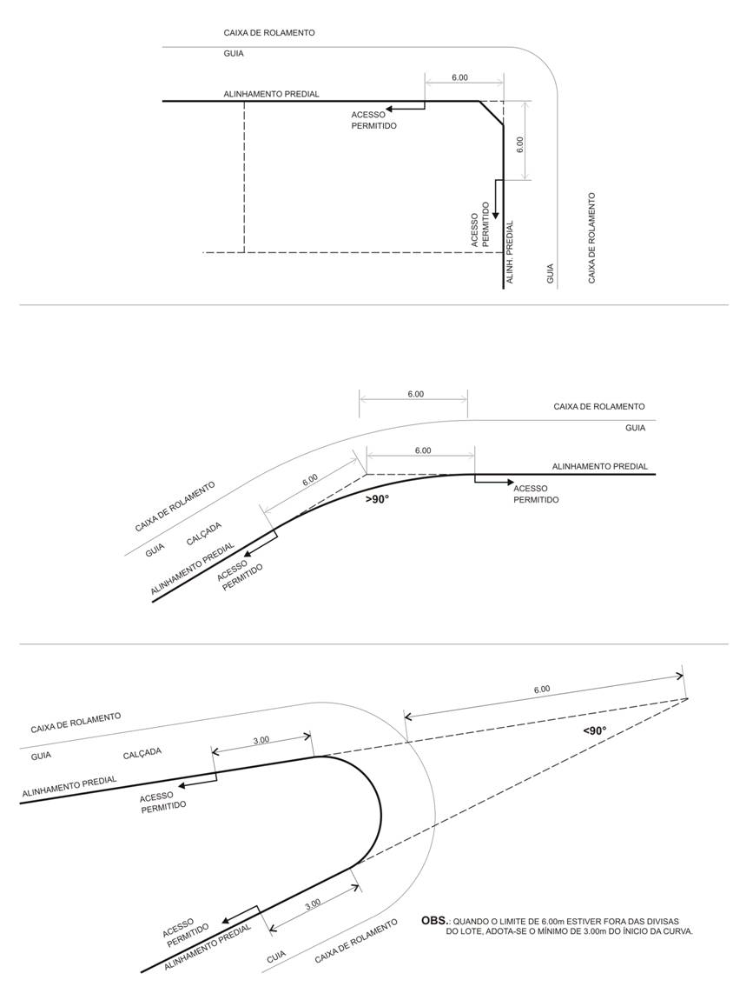 CAIXA DE ROLAMENTO
GUIA
6.00
ALINHAMENTO PREDIAL
ACESSO
PERMITIDO
6.00
ACESSO
PERMITIDO
ALINH. PREDIAL
GUIA
CAIXA DE ROLAMENTO
6.00
CAIXA DE ROLAMENTO
GUIA
6.00
ALINHAMENTO PREDIAL
6.00
ACESSO
PERMITIDO
>90°
CAIXA DE ROLAMENTO
CALÇADA
GUIA
ALINHAMENTO PREDIAL
ACESSO
PERMITIDO
6.00
<90°
CAIXA DE ROLAMENTO
3.00
GUIA
CALÇADA
ALINHAMENTO PREDIAL
ACESSO
PERMITIDO
3.00
ACESSO
PERMITIDO
ALINHAMENTO PREDIAL
CUIA
CAIXA DE ROLAMENTO
OBS.: QUANDO O LIMITE DE 6.00m ESTIVER FORA DAS DIVISAS
DO LOTE, ADOTA-SE O MÍNIMO DE 3.00m DO ÍNICIO DA CURVA.